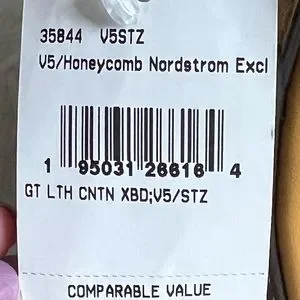 35844 V5STZ
V5/Honeycomb Nordstrom Excl
1 95031 26616 4
GT LTH CNTN XBD;V5/STZ
COMPARABLE VALUE